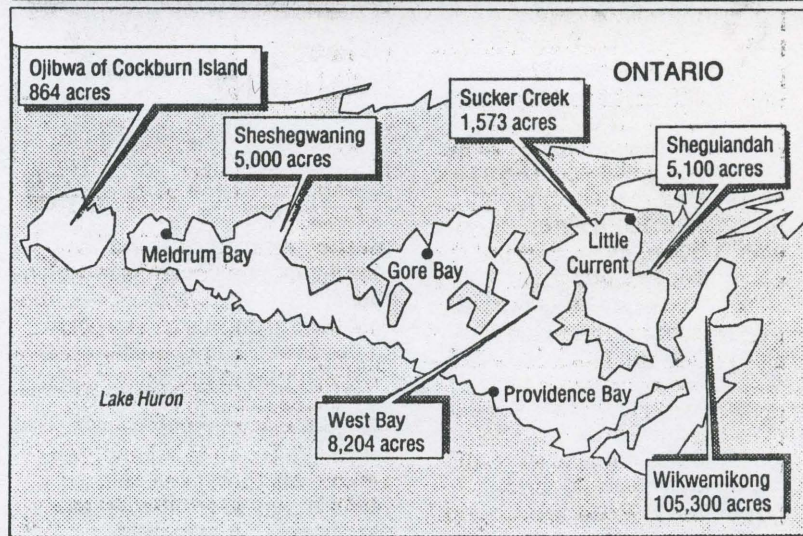 Ojibwa of Cockburn Island
864 acres
ONTARIO
Sucker Creek
1,573 acres
Sheshegwaning
5,000 acres
Sheguiandah
5,100 acres
Meldrum Bay
Gore Bay
Little
Current
Lake Huron
Providence Bay
West Bay
8,204 acres
Wikwemikong
105,300 acres